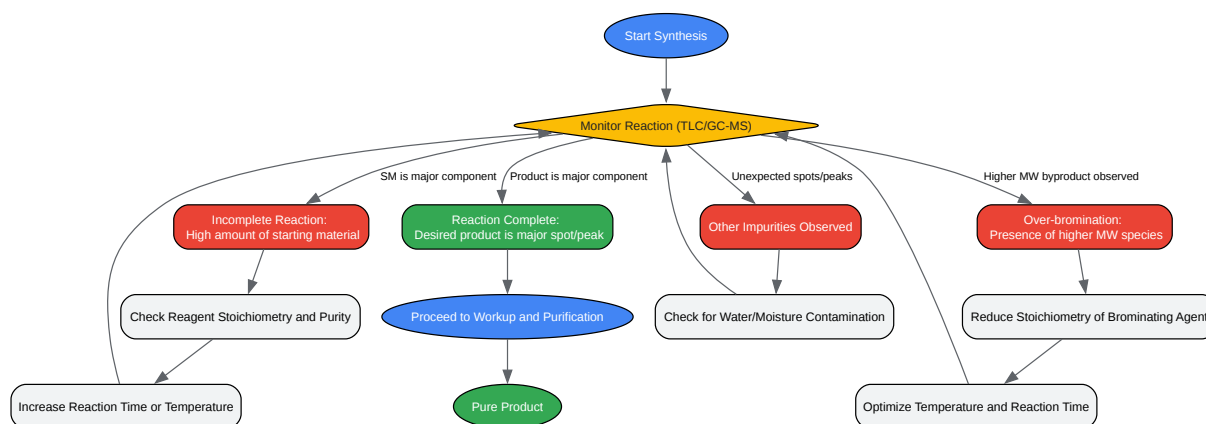 Start Synthesis
Monitor Reaction (TLC/GC-MS)
SM is major component
Product is major component
Unexpected spots/peaks
Higher MW byproduct observed
Incomplete Reaction:
High amount of starting material
Reaction Complete:
Desired product is major spot/peak
Other Impurities Observed
Over-bromination:
Presence of higher MW species
Check Reagent Stoichiometry and Purity
Proceed to Workup and Purification
Check for Water/Moisture Contamination
Reduce Stoichiometry of Brominating Agent
Increase Reaction Time or Temperature
Pure Product
Optimize Temperature and Reaction Time